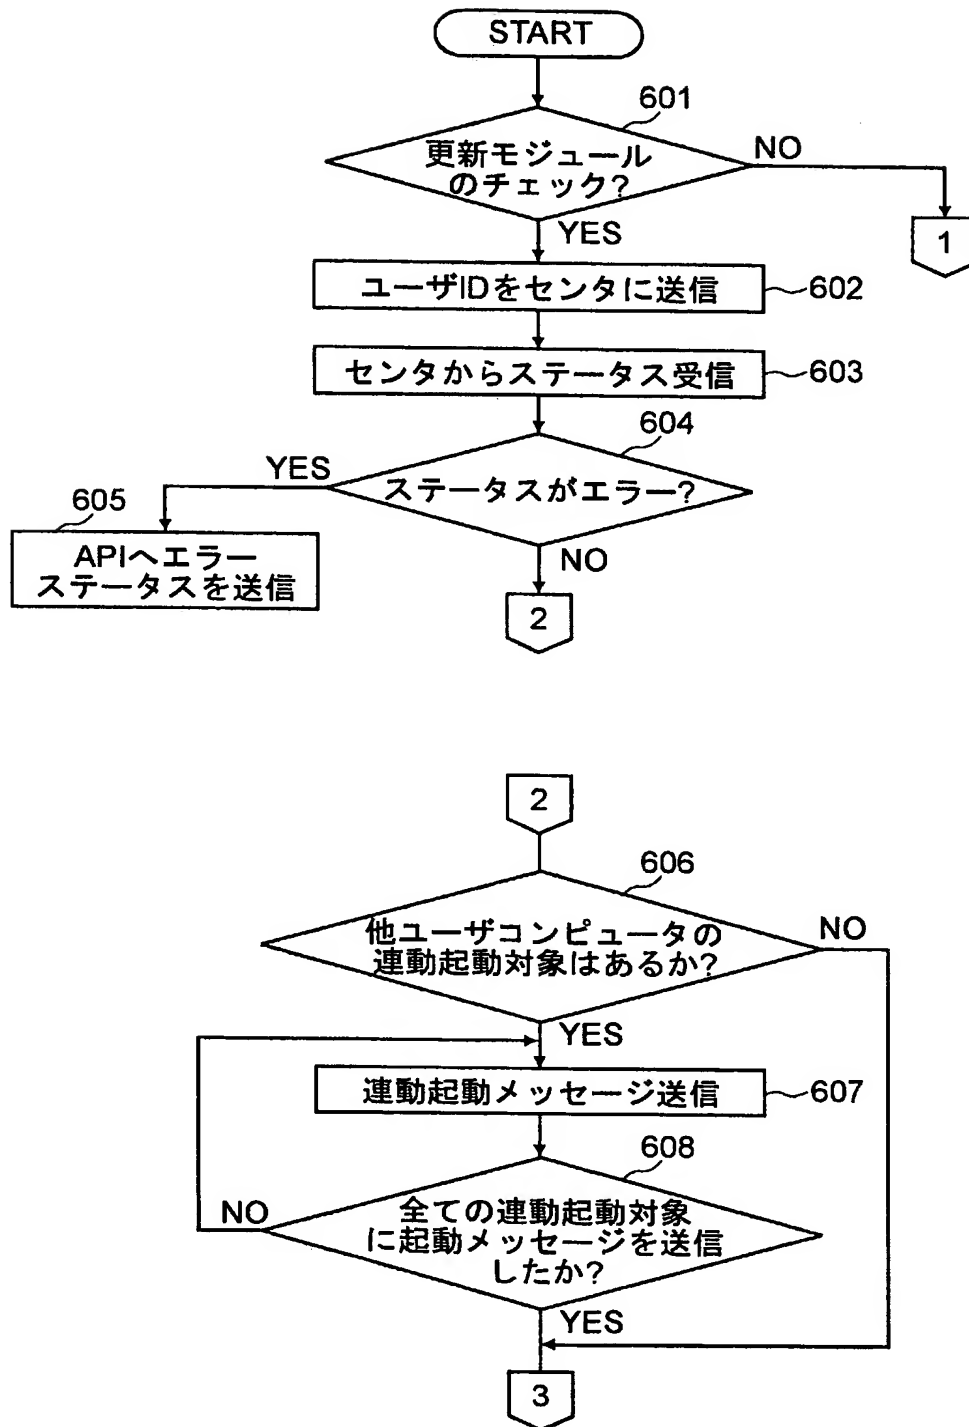 START
601
更新モジュール
のチェック?
NO
1
YES
ユーザIDをセンタに送信
602
センタからステータス受信
603
604
YES
ステータスがエラー?
605
APIへエラー
ステータスを送信
NO
2
2
606
他ユーザコンピュータの
連動起動対象はあるか?
NO
YES
連動起動メッセージ送信
607
608
NO
全ての連動起動対象
に起動メッセージを送信
したか?
YES
3